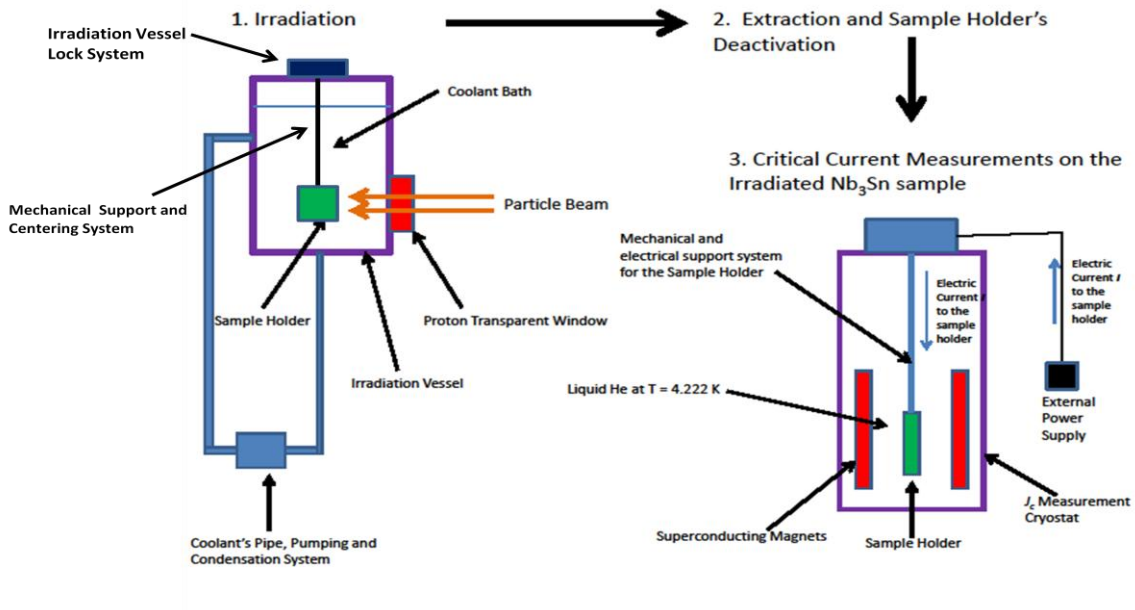 1. Irradiation
2. Extraction and Sample Holder's
Deactivation
Irradiation Vessel
Lock System
Coolant Bath
Mechanical Support and
Centering System
Particle Beam
Sample Holder
Proton Transparent Window
Irradiation Vessel
Coolant's Pipe, Pumping and
Condensation System
3. Critical Current Measurements on the
Irradiated Nb₃Sn sample
Mechanical and
electrical support system
for the Sample Holder
Electric
Current I
to the
sample
holder
Electric
Current I
to the
sample
holder
Liquid He at T = 4.222 K
External
Power
Supply
Superconducting Magnets
Sample Holder
Jc Measurement
Cryostat